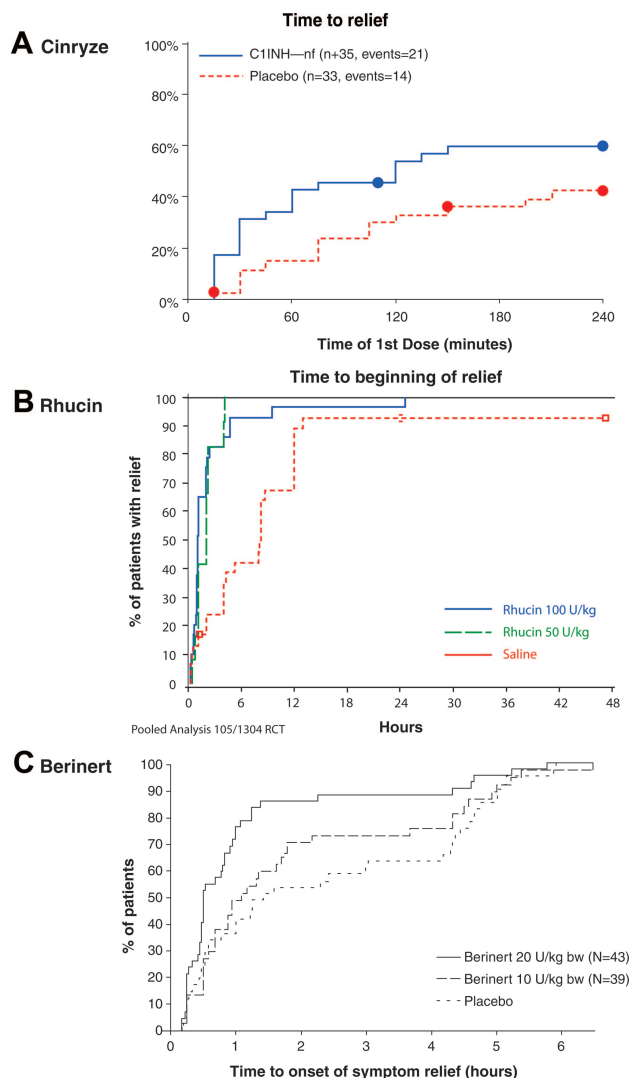 Time to relief
A Cinryze
C1INH—nf (n+35, events=21)
Placebo (n=33, events=14)
100%
80%
60%
40%
20%
0%
60
120
180
240
Time of 1st Dose (minutes)
Time to beginning of relief
B Rhucin
100
90
80
70
60
50
40
30
20
10
0
% of patients with relief
Rhucin 100 U/kg
Rhucin 50 U/kg
Saline
0 6 12 18 24 30 36 42 48
Pooled Analysis 105/1304 RCT
Hours
C Berinert
100
90
80
70
60
50
40
30
20
10
0
% of patients
Berinert 20 U/kg bw (N=43)
Berinert 10 U/kg bw (N=39)
Placebo
0 1 2 3 4 5 6
Time to onset of symptom relief (hours)